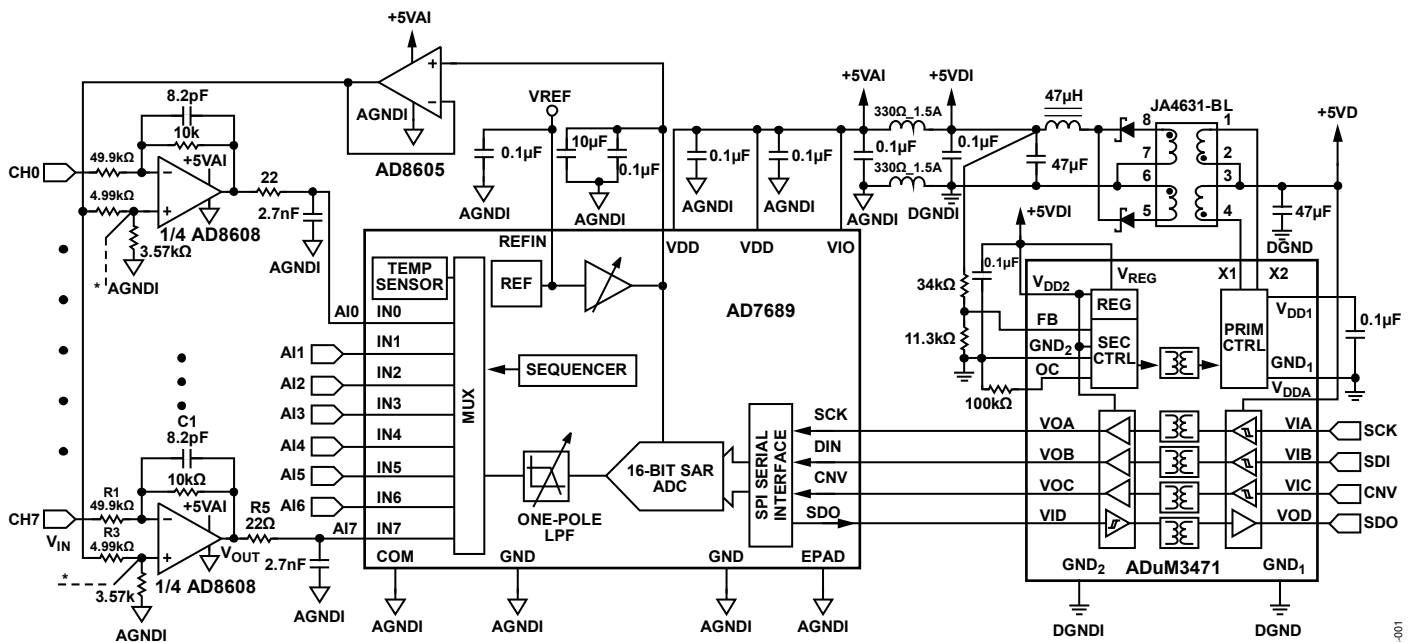 +5VAI
8.2pF
10k
49.9kΩ
+5VAI
CH0
4.99kΩ
22
2.7nF
1/4 AD8608
3.57kΩ
* AGNDI
AGNDI
AGNDI
AD8605
VREF
0.1µF
AGNDI
10µF
0.1µF
AGNDI
0.1µF
AGNDI
0.1µF
AGNDI
+5VAI
0.1µF
AGNDI
330Ω_1.5A
330Ω_1.5A
+5VDI
0.1µF
DGNDI
47µH
47µF
JA4631-BL
8
7
6
5
1
2
3
4
+5VD
47µF
DGND
REFIN
VDD
VDD
VIO
TEMP
SENSOR
REF
AD7689
MUX
SEQUENCER
AI0
IN0
AI1
IN1
AI2
IN2
AI3
IN3
AI4
IN4
AI5
IN5
AI6
IN6
AI7
IN7
ONE-POLE
LPF
16-BIT SAR
ADC
SPI SERIAL
INTERFACE
SCK
DIN
CNV
SDO
COM
GND
GND
EPAD
AGNDI
AGNDI
AGNDI
AGNDI
C1
8.2pF
10kΩ
R1
49.9kΩ
+5VAI
CH7
VIN
R3
4.99kΩ
R5
22Ω
VOUT
2.7nF
*
1/4 AD8608
3.57k
AGNDI
AGNDI
+5VDI
0.1µF
34kΩ
11.3kΩ
100kΩ
VDD2
VREG
X1
X2
REG
FB
GND2
SEC
CTRL
OC
PRIM
CTRL
VDD1
0.1µF
GND1
VDDA
VOA
VIA
SCK
VOB
VIB
SDI
VOC
VIC
CNV
VID
VOD
SDO
GND2
ADuM3471
GND1
DGNDI
DGND
-001